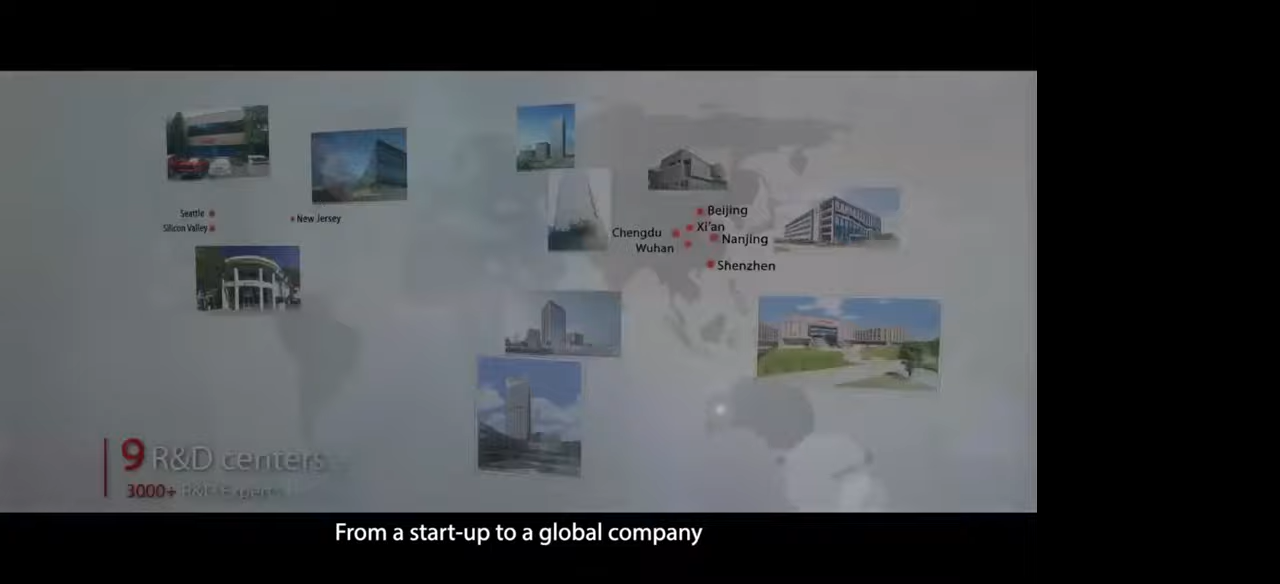 Seattle
New Jersey
Silicon Valley
Beijing
Xi'an
Chengdu
Nanjing
Wuhan
Shenzhen
9 R&D centers
3000+ R&D Experts
From a start-up to a global company